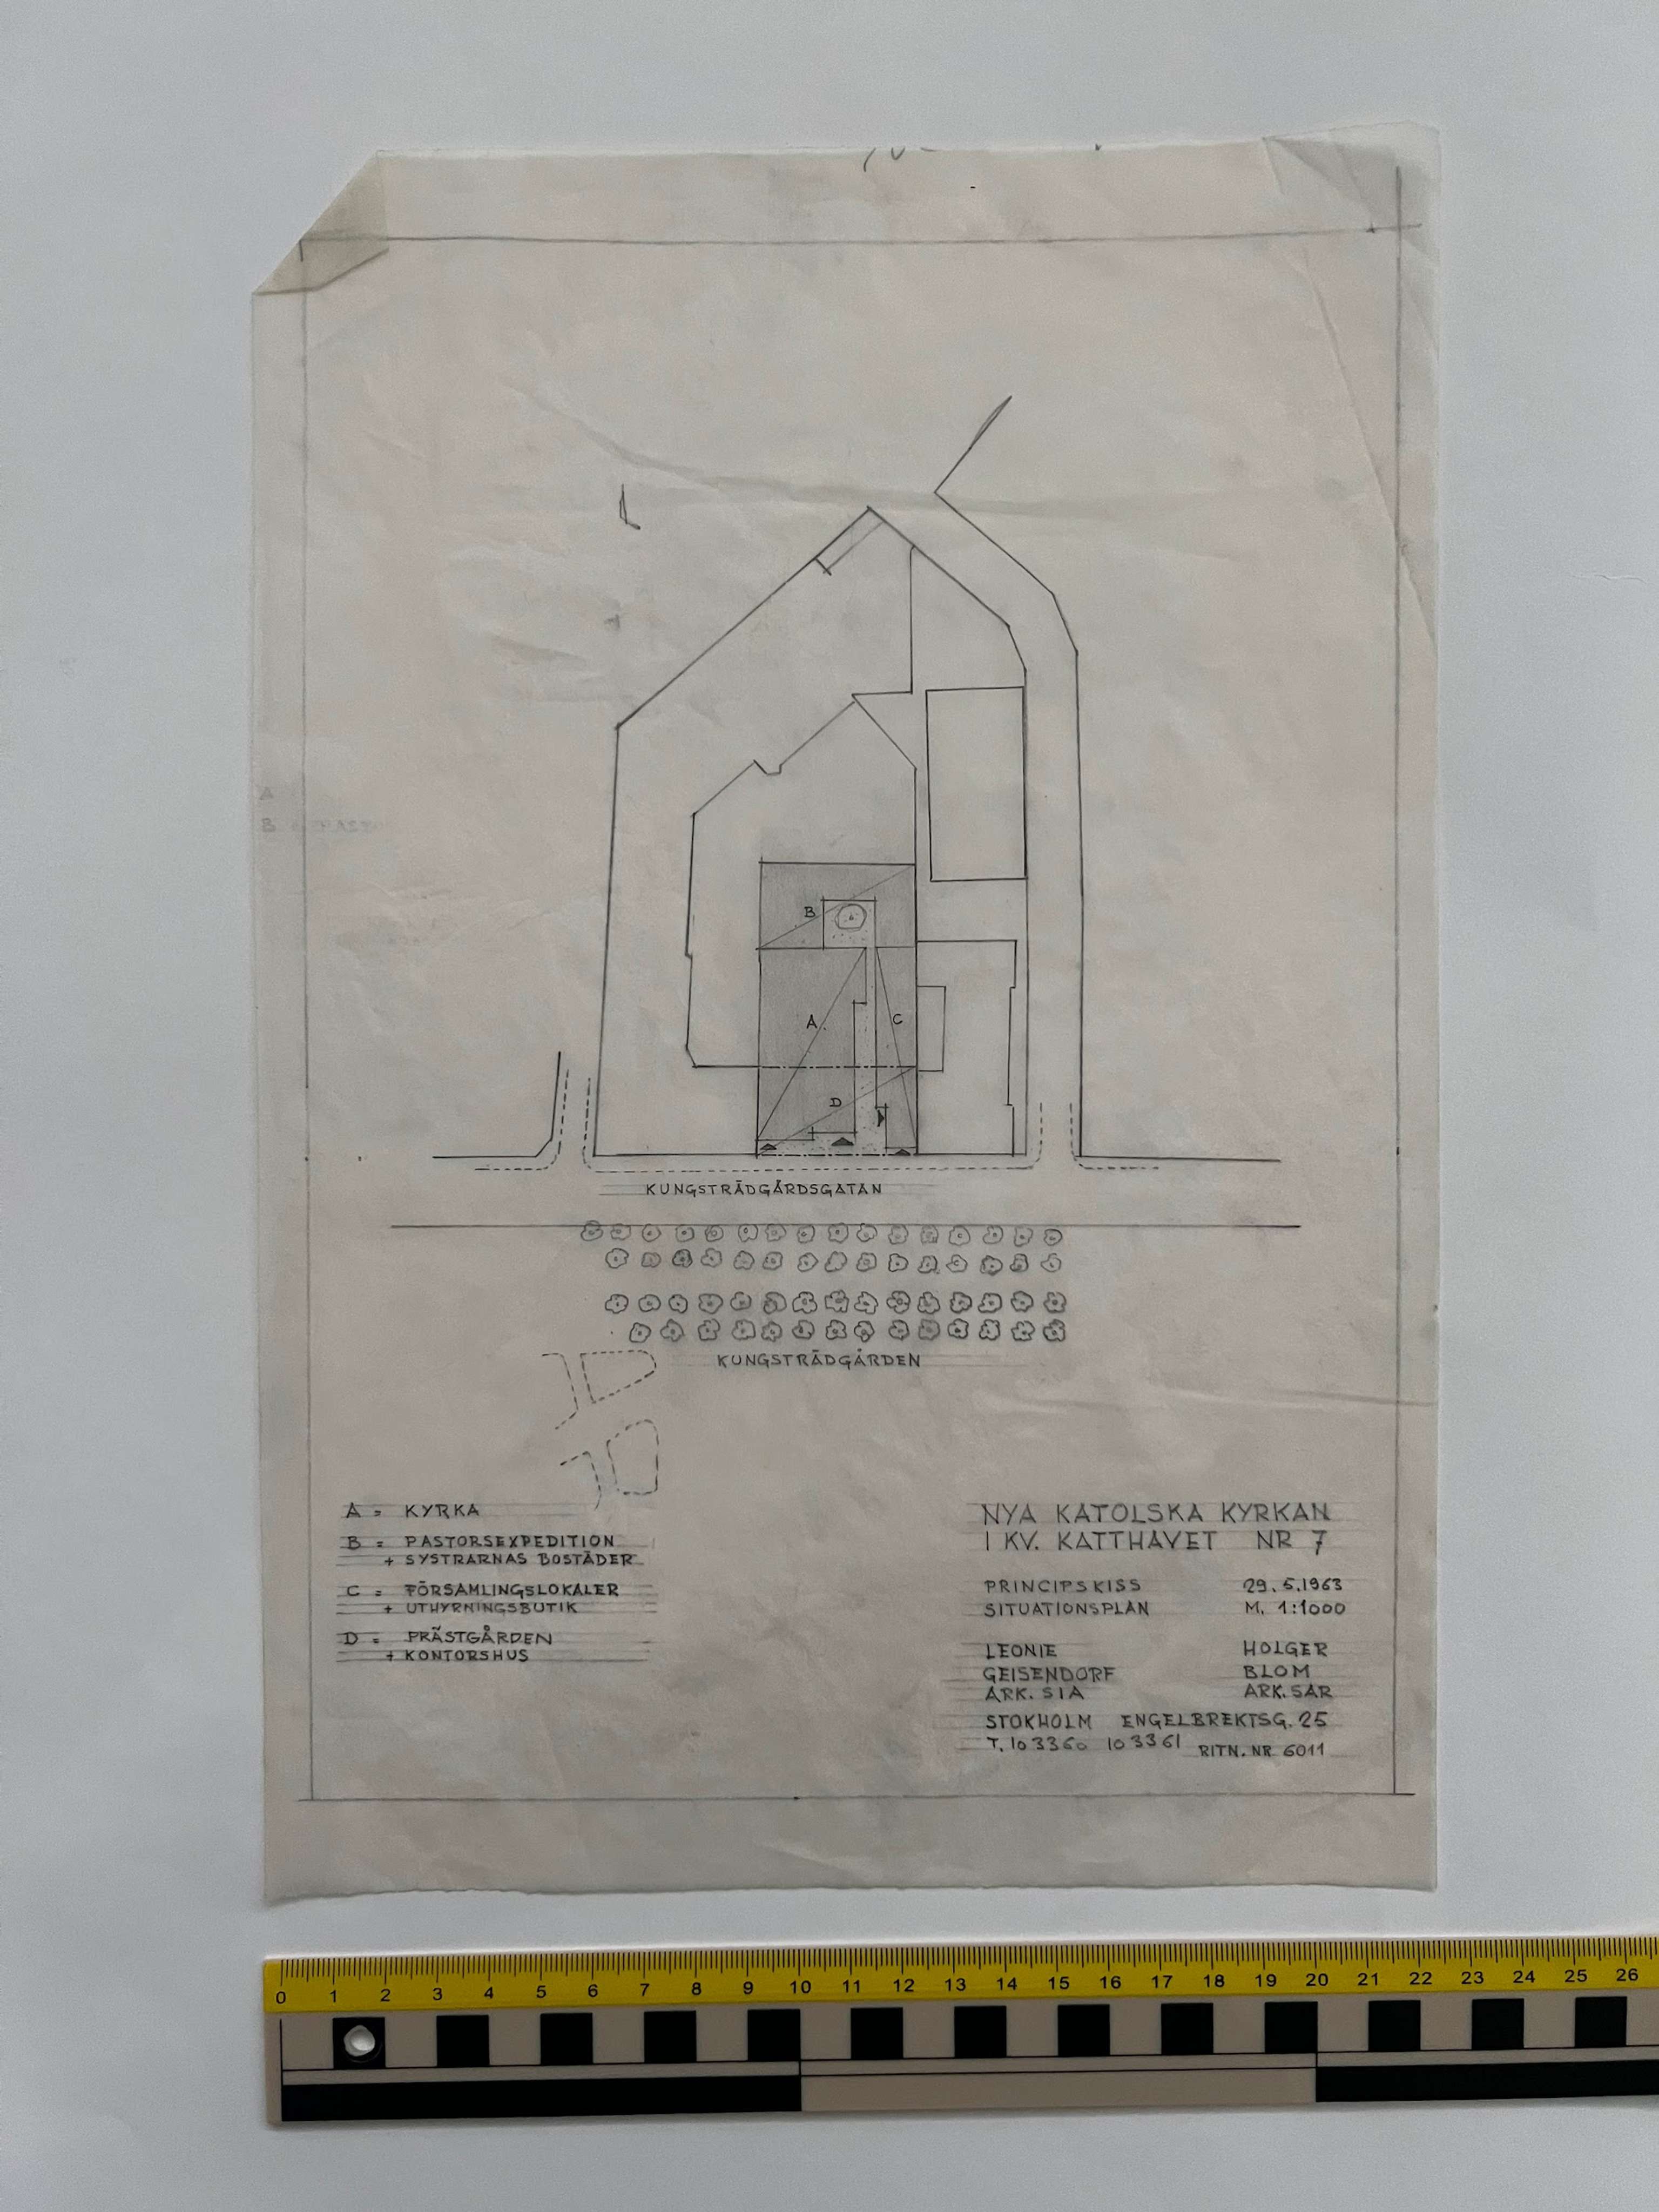 B
A
C
D
KUNGSTRÄDGÅRDSGATAN
KUNGSTRÄDGÅRDEN
A = KYRKA
B = PASTORSEXPEDITION
+ SYSTRARNAS BOSTÄDER
C = FÖRSAMLINGSLOKALER
+ UTHYRNINGSBUTIK
D = PRÄSTGÅRDEN
+ KONTORSHUS
NYA KATOLSKA KYRKAN
I KV. KATTHAVET NR 7
PRINCIPSKISS 29.5.1963
SITUATIONSPLAN M. 1:1000
LEONIE HOLGER
GEISENDORF BLOM
ARK. SIA ARK. SAR
STOKHOLM ENGELBREKTSG. 25
T. 103360 103361 RITN. NR 6011
0 1 2 3 4 5 6 7 8 9 10 11 12 13 14 15 16 17 18 19 20 21 22 23 24 25 26